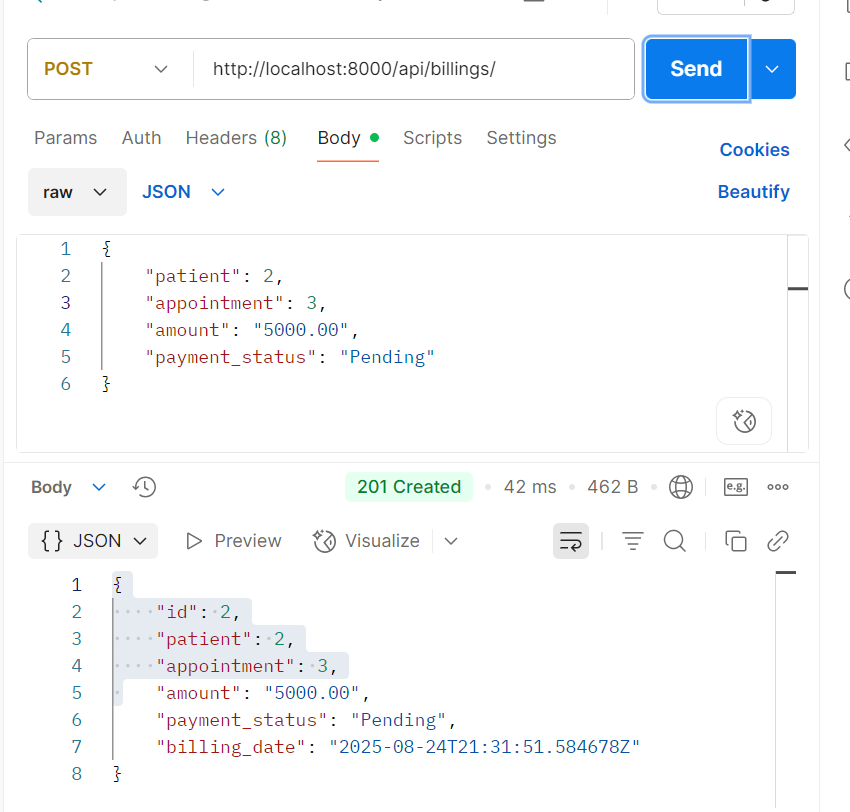 POST http://localhost:8000/api/billings/ Send
Params Auth Headers (8) Body Scripts Settings Cookies
raw JSON Beautify
1 {
2 "patient": 2,
3 "appointment": 3,
4 "amount": "5000.00",
5 "payment_status": "Pending"
6 }
Body 201 Created • 42 ms • 462 B • e.g.
{} JSON Preview Visualize
1 {
2 "id": 2,
3 "patient": 2,
4 "appointment": 3,
5 "amount": "5000.00",
6 "payment_status": "Pending",
7 "billing_date": "2025-08-24T21:31:51.584678Z"
8 }